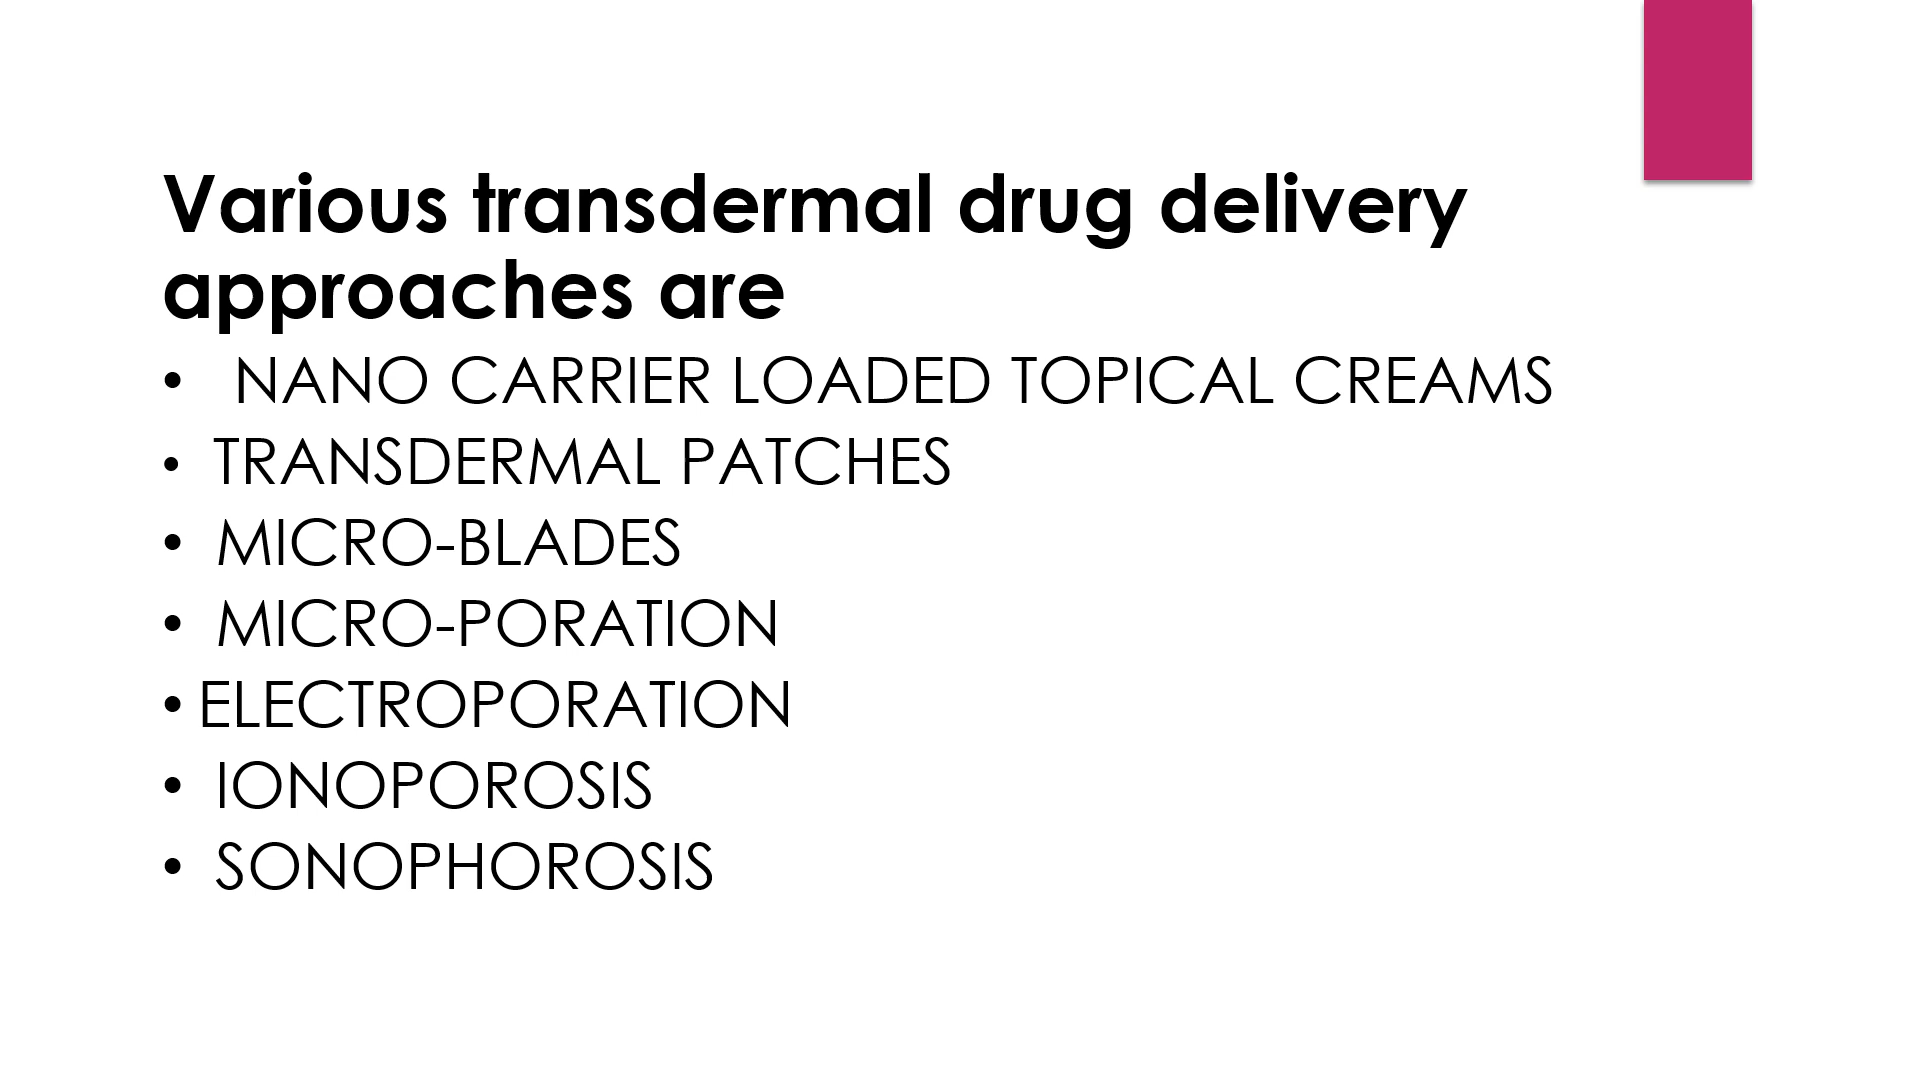 Various transdermal drug delivery
approaches are
• NANO CARRIER LOADED TOPICAL CREAMS
• TRANSDERMAL PATCHES
• MICRO-BLADES
• MICRO-PORATION
• ELECTROPORATION
• IONOPOROSIS
• SONOPHOROSIS